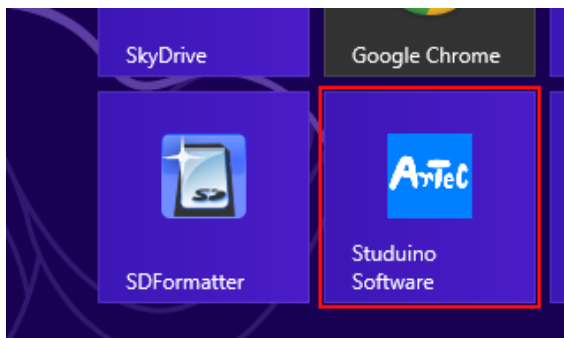 SkyDrive
Google Chrome
SD
ArTeC
SDFormatter
Studuino
Software